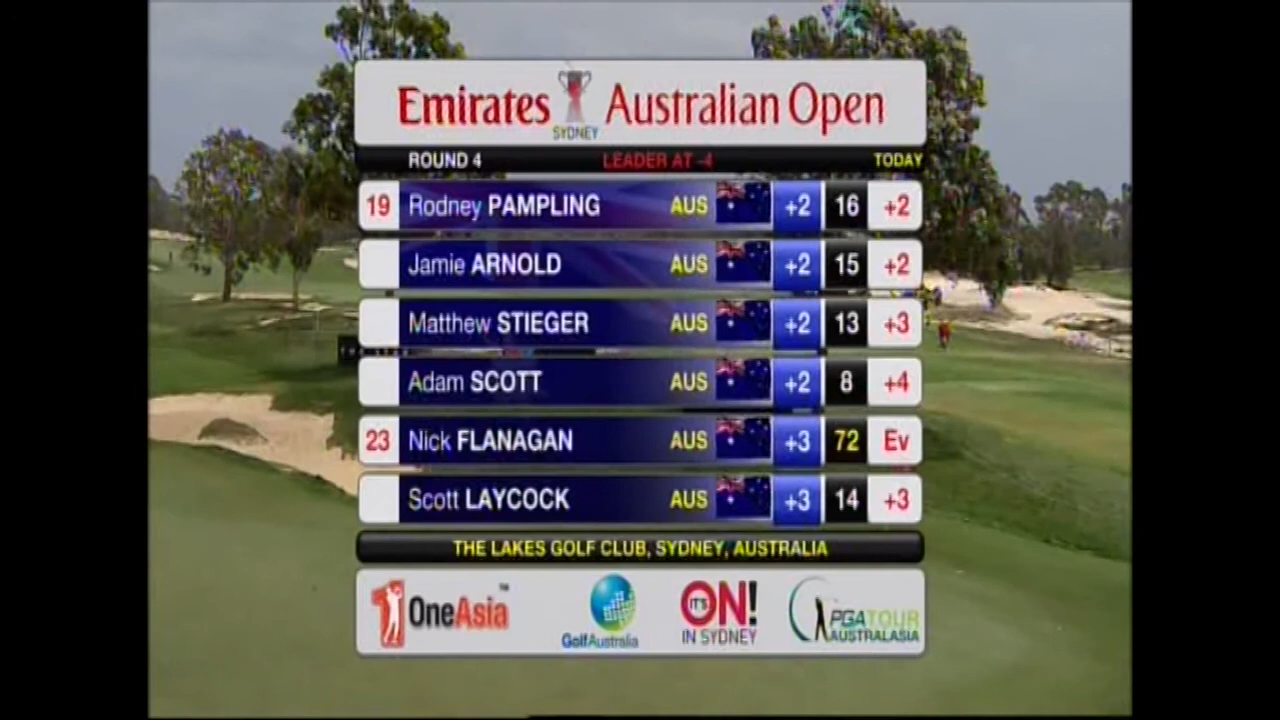 Emirates Australian Open
SYDNEY
ROUND 4 LEADER AT -4 TODAY
19 Rodney PAMPLING AUS +2 16 +2
Jamie ARNOLD AUS +2 15 +2
Matthew STIEGER AUS +2 13 +3
Adam SCOTT AUS +2 8 +4
23 Nick FLANAGAN AUS +3 72 Ev
Scott LAYCOCK AUS +3 14 +3
THE LAKES GOLF CLUB, SYDNEY, AUSTRALIA
OneAsia™
GolfAustralia
IT'S ON!
IN SYDNEY
PGA TOUR
AUSTRALASIA